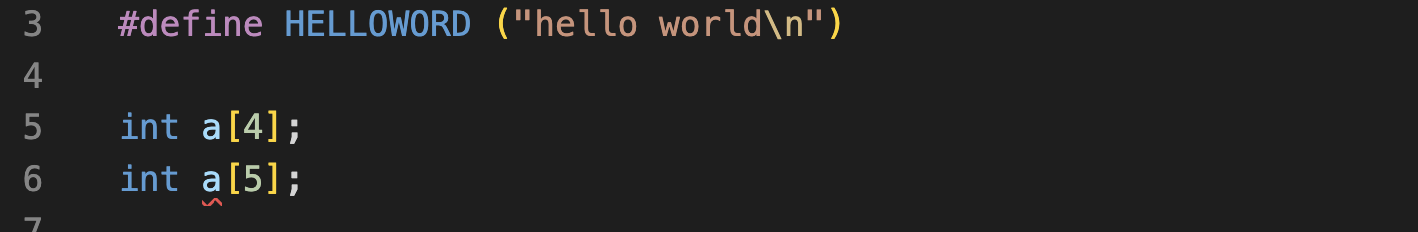 3 #define HELLOWORD ("hello world\n")
4
5 int a[4];
6 int a[5];
7